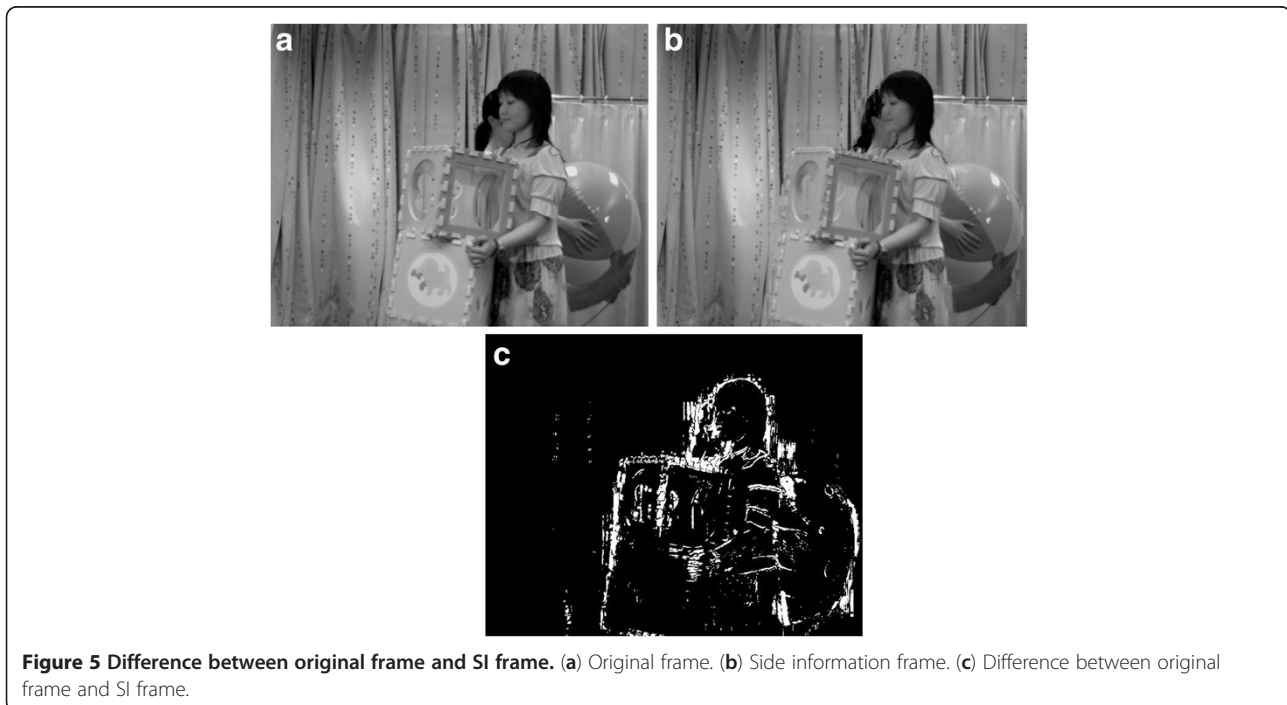 a
b
c
Figure 5 Difference between original frame and SI frame. (a) Original frame. (b) Side information frame. (c) Difference between original
frame and SI frame.